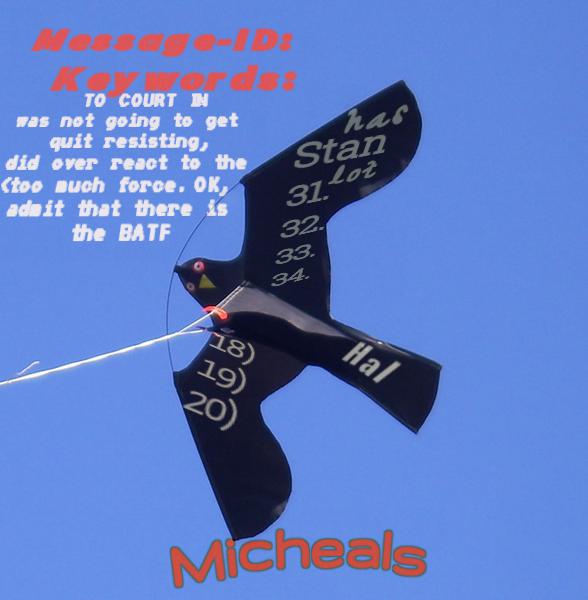 Message-ID:
Keywords:
TO COURT IN
was not going to get
quit resisting,
did over react to the
<too much force. OK,
admit that there is
the BATF
has
Stan
lot
31.
32.
33.
34.
18)
19)
20)
Hal
Micheals